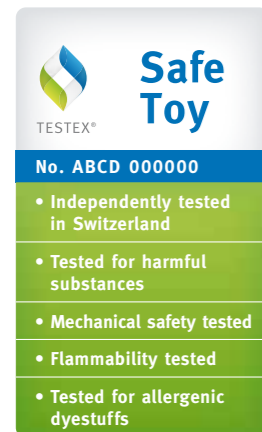 Safe
Toy
TESTEX®
No. ABCD 000000
• Independently tested
in Switzerland
• Tested for harmful
substances
• Mechanical safety tested
• Flammability tested
• Tested for allergenic
dyestuffs